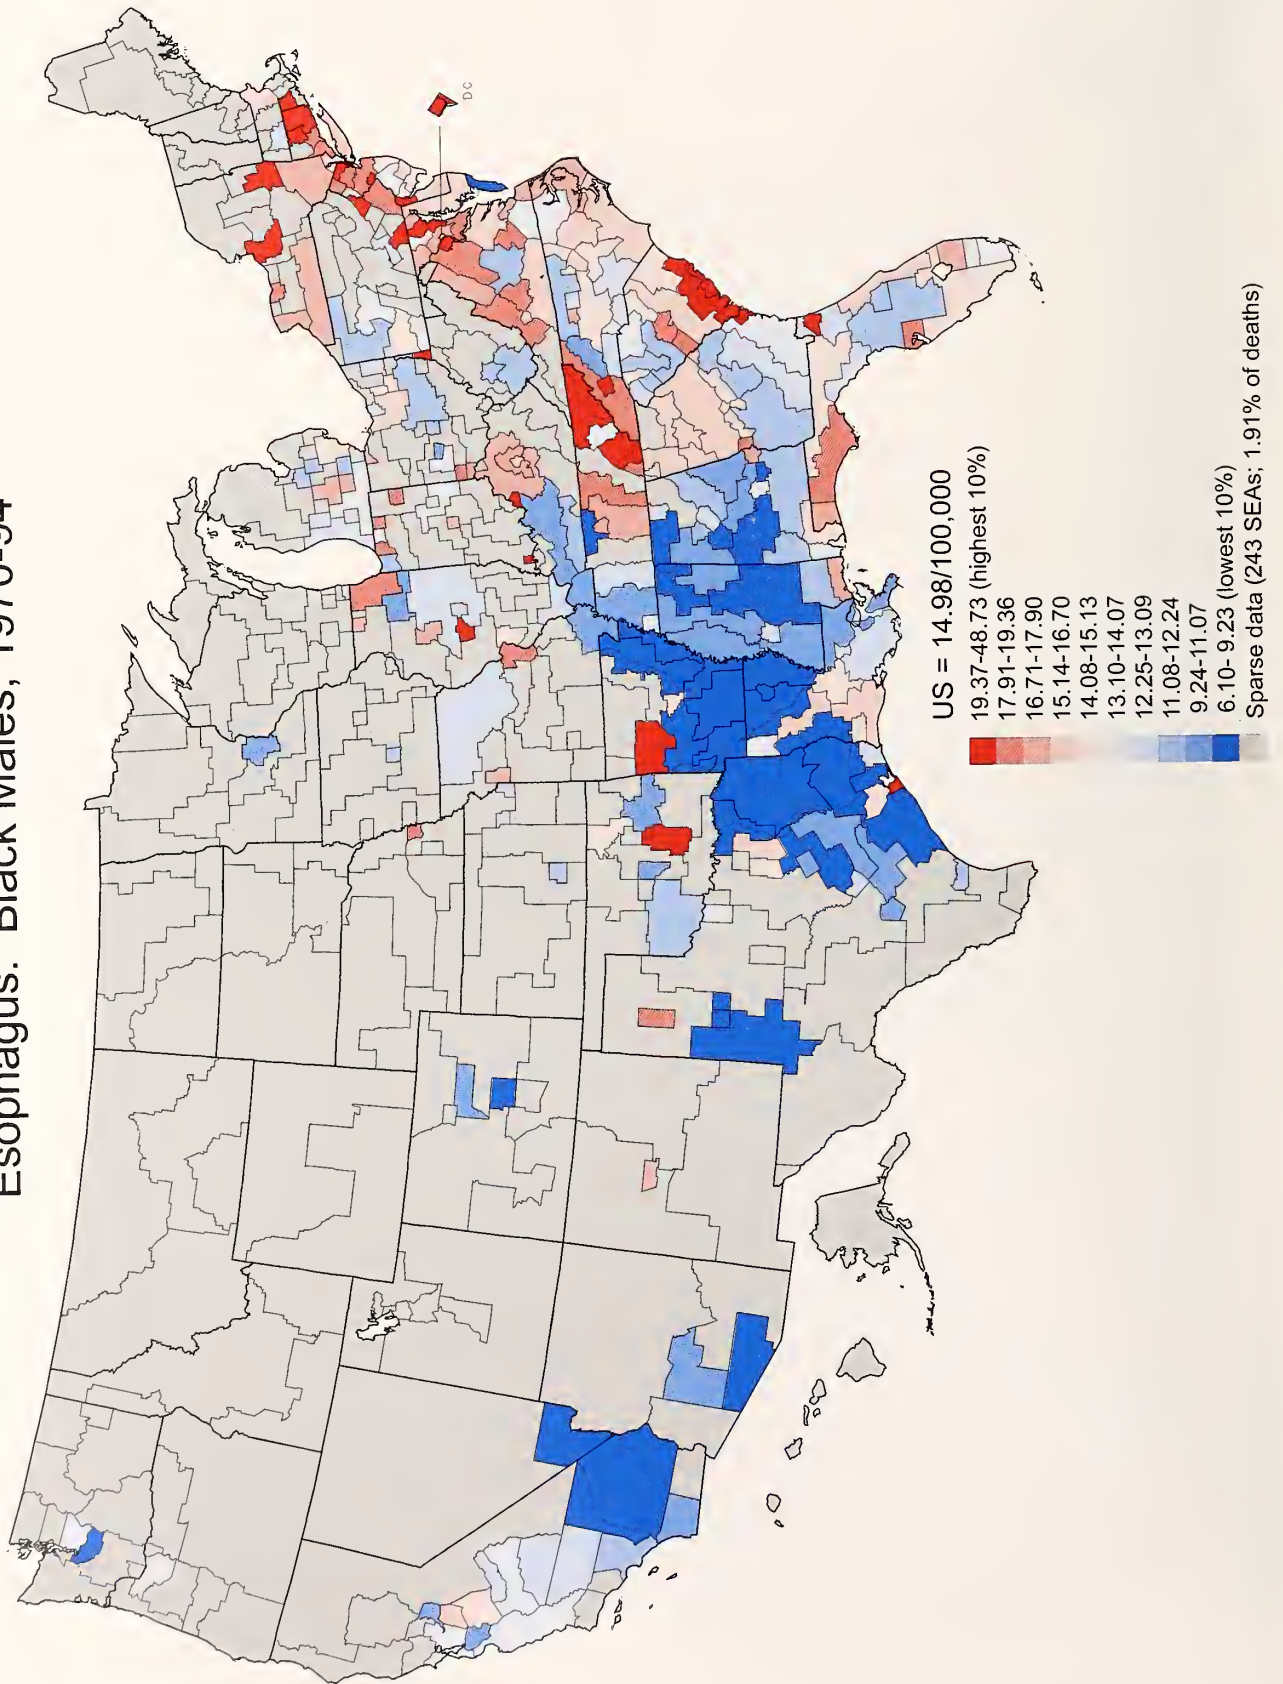 Esophagus: Black Males, 1970-94
DC
US = 14.98/100,000
19.37-48.73 (highest 10%)
17.91-19.36
16.71-17.90
15.14-16.70
14.08-15.13
13.10-14.07
12.25-13.09
11.08-12.24
9.24-11.07
6.10- 9.23 (lowest 10%)
Sparse data (243 SEAs; 1.91% of deaths)